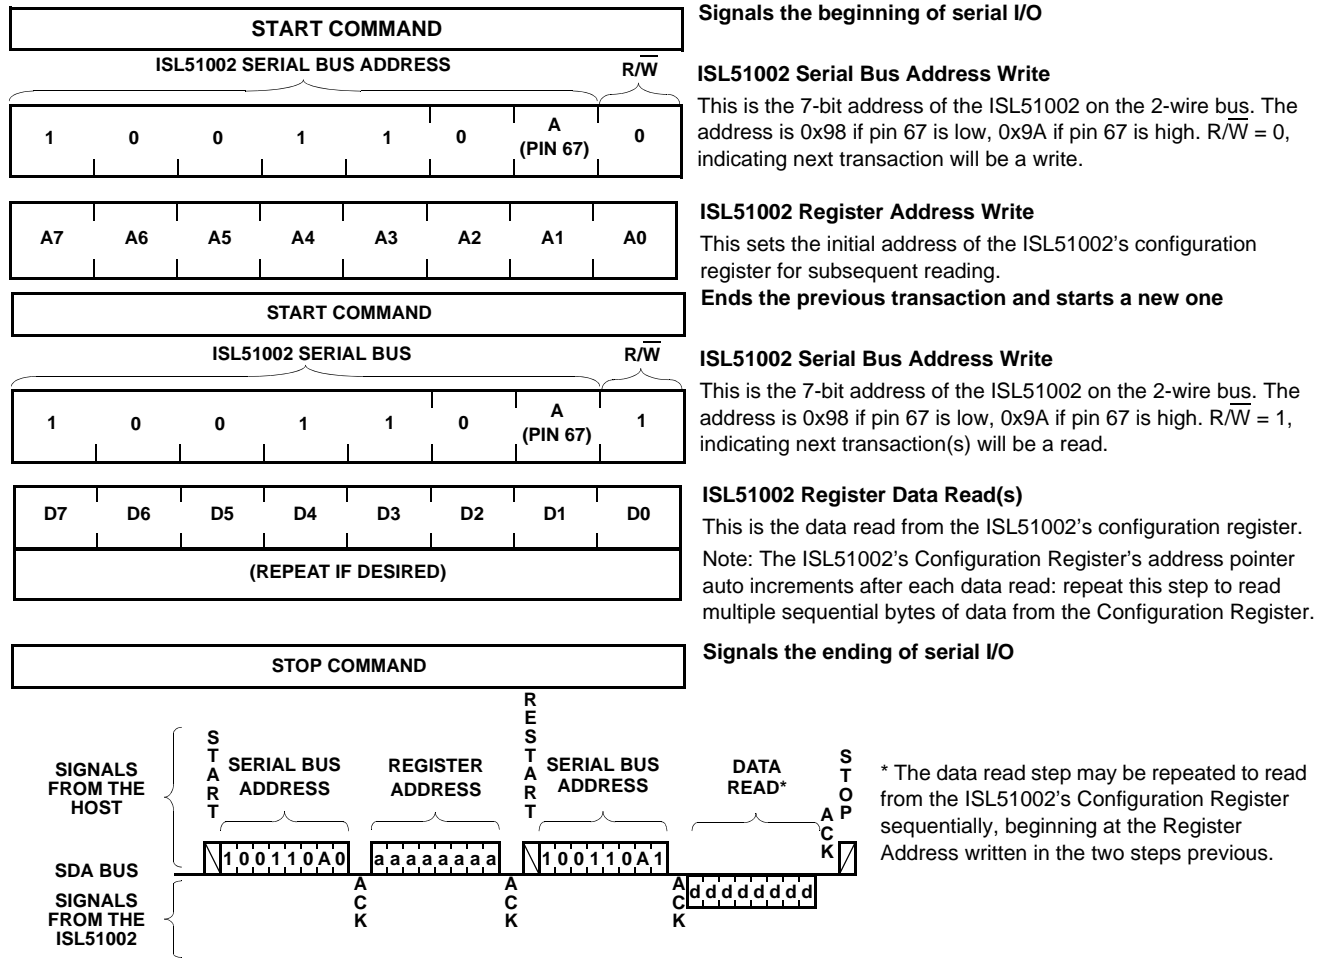 START COMMAND
Signals the beginning of serial I/O
ISL51002 SERIAL BUS ADDRESS
R/W
ISL51002 Serial Bus Address Write
This is the 7-bit address of the ISL51002 on the 2-wire bus. The
address is 0x98 if pin 67 is low, 0x9A if pin 67 is high. R/W = 0,
indicating next transaction will be a write.
1 0 0 1 1 0 A (PIN 67) 0
ISL51002 Register Address Write
This sets the initial address of the ISL51002’s configuration
register for subsequent reading.
A7 A6 A5 A4 A3 A2 A1 A0
START COMMAND
Ends the previous transaction and starts a new one
ISL51002 SERIAL BUS
R/W
ISL51002 Serial Bus Address Write
This is the 7-bit address of the ISL51002 on the 2-wire bus. The
address is 0x98 if pin 67 is low, 0x9A if pin 67 is high. R/W = 1,
indicating next transaction(s) will be a read.
1 0 0 1 1 0 A (PIN 67) 1
ISL51002 Register Data Read(s)
This is the data read from the ISL51002’s configuration register.
Note: The ISL51002’s Configuration Register’s address pointer
auto increments after each data read: repeat this step to read
multiple sequential bytes of data from the Configuration Register.
D7 D6 D5 D4 D3 D2 D1 D0
(REPEAT IF DESIRED)
STOP COMMAND
Signals the ending of serial I/O
SIGNALS
FROM THE
HOST
START
SERIAL BUS
ADDRESS
REGISTER
ADDRESS
RESTART
SERIAL BUS
ADDRESS
DATA
READ*
ACK
STOP
* The data read step may be repeated to read
from the ISL51002’s Configuration Register
sequentially, beginning at the Register
Address written in the two steps previous.
SDA BUS
1 0 0 1 1 0 A 0
a a a a a a a a
1 0 0 1 1 0 A 1
SIGNALS
FROM THE
ISL51002
ACK
ACK
ACK
d d d d d d d d